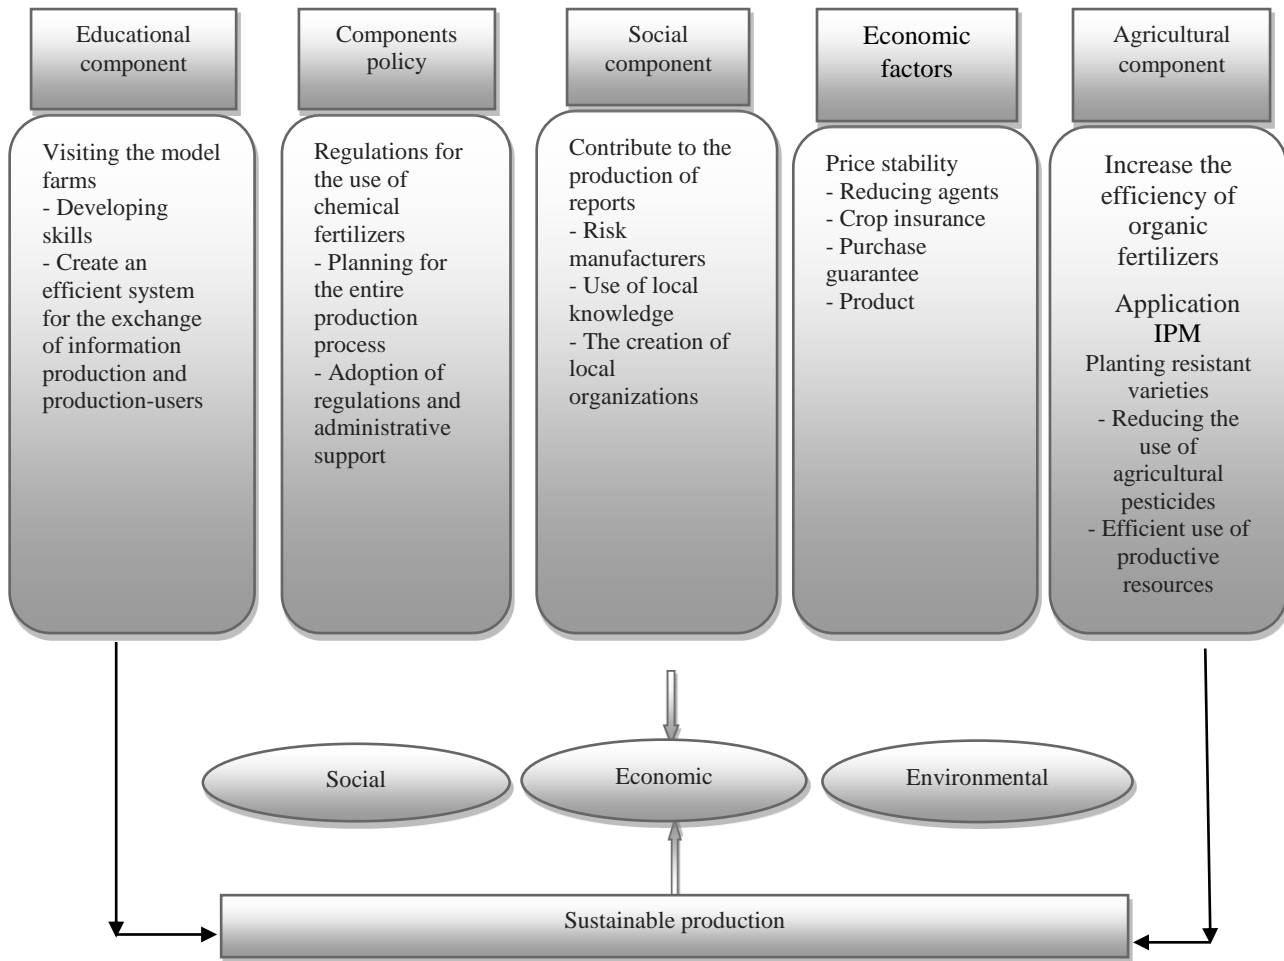 Educational
component
Components
policy
Social
component
Economic
factors
Agricultural
component
Visiting the model
farms
- Developing
skills
- Create an
efficient system
for the exchange
of information
production and
production-users
Regulations for
the use of
chemical
fertilizers
- Planning for
the entire
production
process
- Adoption of
regulations and
administrative
support
Contribute to the
production of
reports
- Risk
manufacturers
- Use of local
knowledge
- The creation of
local
organizations
Price stability
- Reducing agents
- Crop insurance
- Purchase
guarantee
- Product
Increase the
efficiency of
organic
fertilizers
Application
IPM
Planting resistant
varieties
- Reducing the
use of
agricultural
pesticides
- Efficient use of
productive
resources
Social
Economic
Environmental
Sustainable production